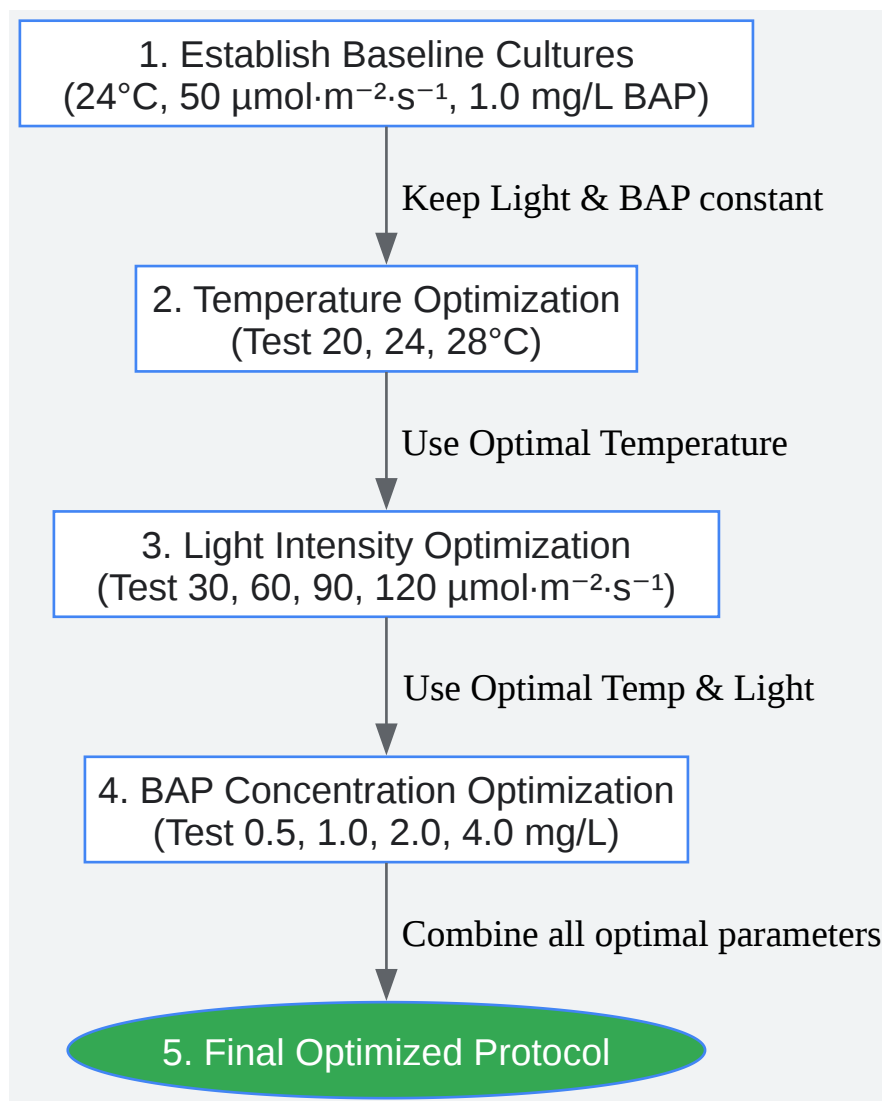 1. Establish Baseline Cultures
(24°C, 50 µmol·m⁻²·s⁻¹, 1.0 mg/L BAP)
Keep Light & BAP constant
2. Temperature Optimization
(Test 20, 24, 28°C)
Use Optimal Temperature
3. Light Intensity Optimization
(Test 30, 60, 90, 120 µmol·m⁻²·s⁻¹)
Use Optimal Temp & Light
4. BAP Concentration Optimization
(Test 0.5, 1.0, 2.0, 4.0 mg/L)
Combine all optimal parameters
5. Final Optimized Protocol